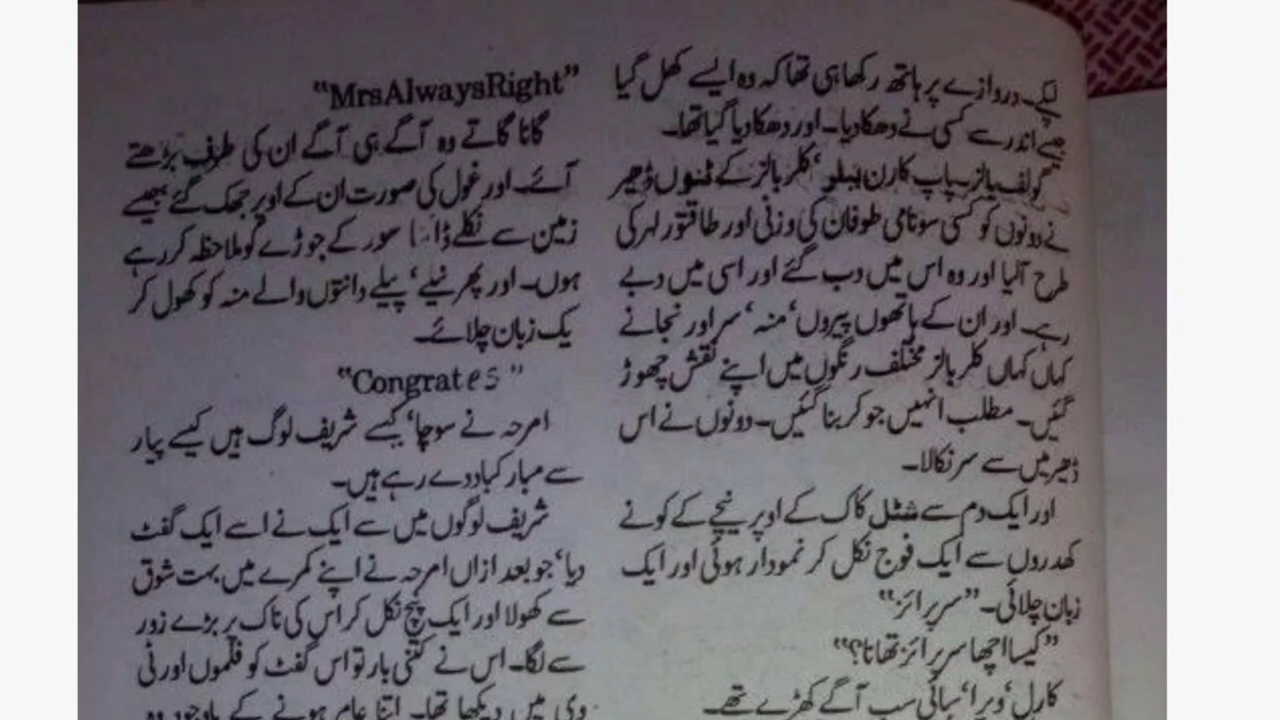 لیے۔ دروازے پر ہاتھ رکھا ہی تھا کہ وہ ایسے کھل گیا
جیسے اندر سے کسی نے دھکا دیا۔ اور دھکا دیا گیا تھا۔
گولف بالز، پاپ کارن ببلو، کلر بالز کے ٹنوں ڈھیر
نے دونوں کو کسی سونامی طوفان کی وزنی اور طاقتور لہر کی
طرح آلیا اور وہ اس میں دب گئے اور اسی میں دبے
رہے۔ اور ان کے ہاتھوں پیروں، منہ، سر اور نجانے
کہاں کہاں کلر بالز مختلف رنگوں میں اپنے نقش چھوڑ
گئیں۔ مطلب انہیں جوکر بنا گئیں۔ دونوں نے اس
ڈھیر میں سے سر نکالا۔
اور ایک دم سے شٹل کاک کے اوپر نیچے کے کونے
کھدروں سے ایک فوج نکل کر نمودار ہوئی اور ایک
زبان چلائی۔ ”سرپرائز“
”کیسا اچھا سرپرائز تھا نا؟“
کارل، ویرا، سائی سب آگے کھڑے تھے۔
“MrsAlwaysRight”
گانا گاتے وہ آگے ہی آگے ان کی طرف بڑھتے
آئے۔ اور غول کی صورت ان کے اوپر جھک گئے جیسے
زمین سے نکلے ڈائنا سور کے جوڑے کو ملاحظہ کر رہے
ہوں۔ اور پھر نیلے، پیلے دانتوں والے منہ کو کھول کر
یک زبان چلائے۔
“Congrates”
امرحہ نے سوچا، کیسے شریف لوگ ہیں کیسے پیار
سے مبارکباد دے رہے ہیں۔
شریف لوگوں میں سے ایک نے اسے ایک گفٹ
دیا، جو بعد ازاں امرحہ نے اپنے کمرے میں بہت شوق
سے کھولا اور ایک پنچ نکل کر اس کی ناک پر بڑے زور
سے لگا۔ اس نے کتنی بار تو اس گفٹ کو فلموں اور ٹی
وی میں دیکھا تھا۔ اتنا عام ہونے کے باوجود وہ